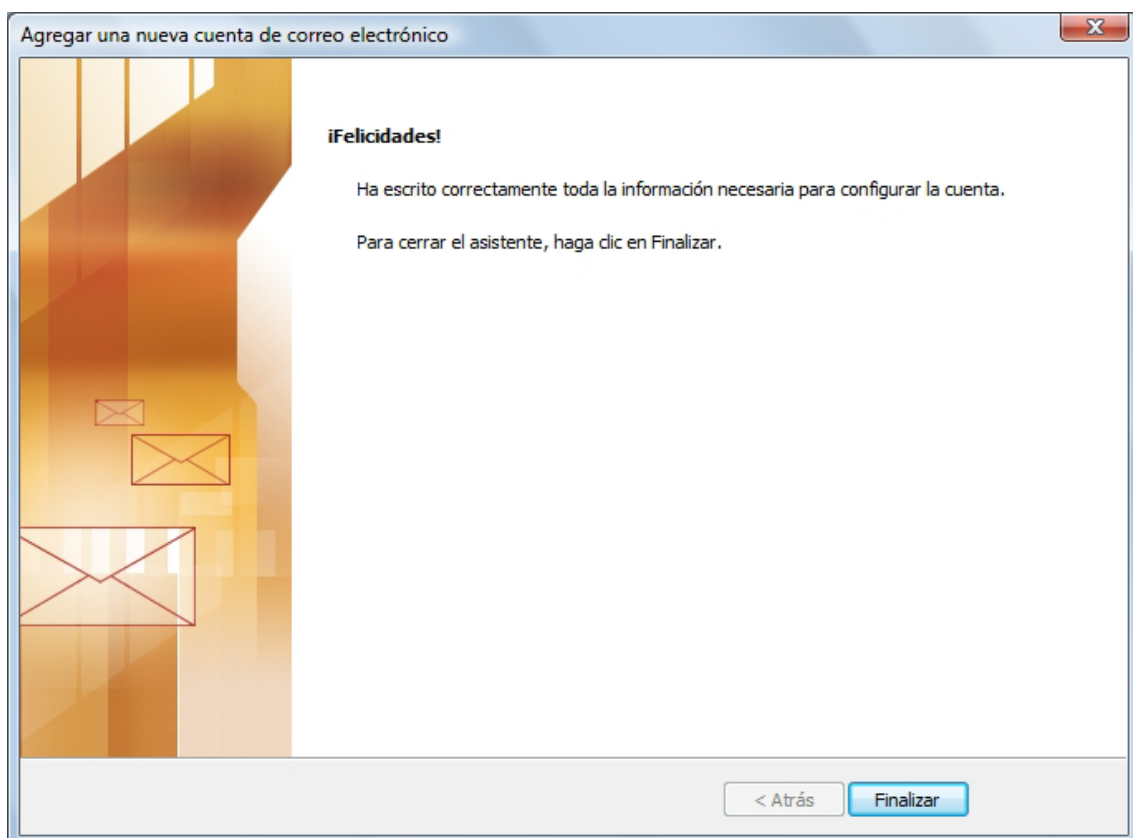 Agregar una nueva cuenta de correo electrónico
¡Felicidades!
Ha escrito correctamente toda la información necesaria para configurar la cuenta.
Para cerrar el asistente, haga clic en Finalizar.
< Atrás
Finalizar